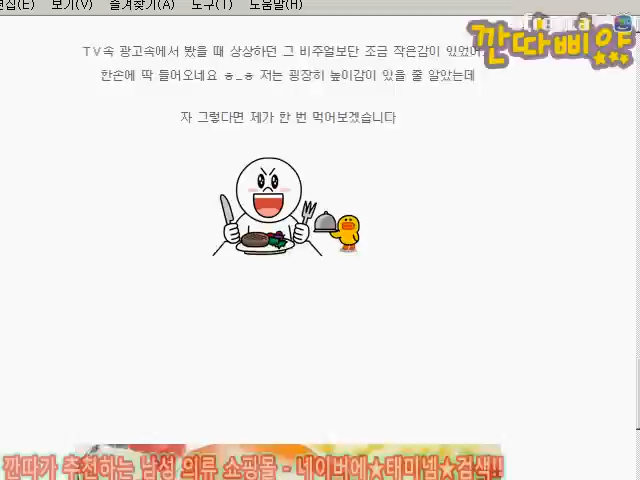 편집(E) 보기(V) 즐겨찾기(A) 도구(T) 도움말(H)
깐따삐야
TV속 광고속에서 봤을 때 상상하던 그 비주얼보단 조금 작은감이 있었어
한손에 딱 들어오네요 ㅎ_ㅎ 저는 굉장히 높이감이 있을 줄 알았는데
자 그렇다면 제가 한 번 먹어보겠습니다
깐따가 추천하는 남성 의류 쇼핑몰 - 네이버에★태미넴★검색!!